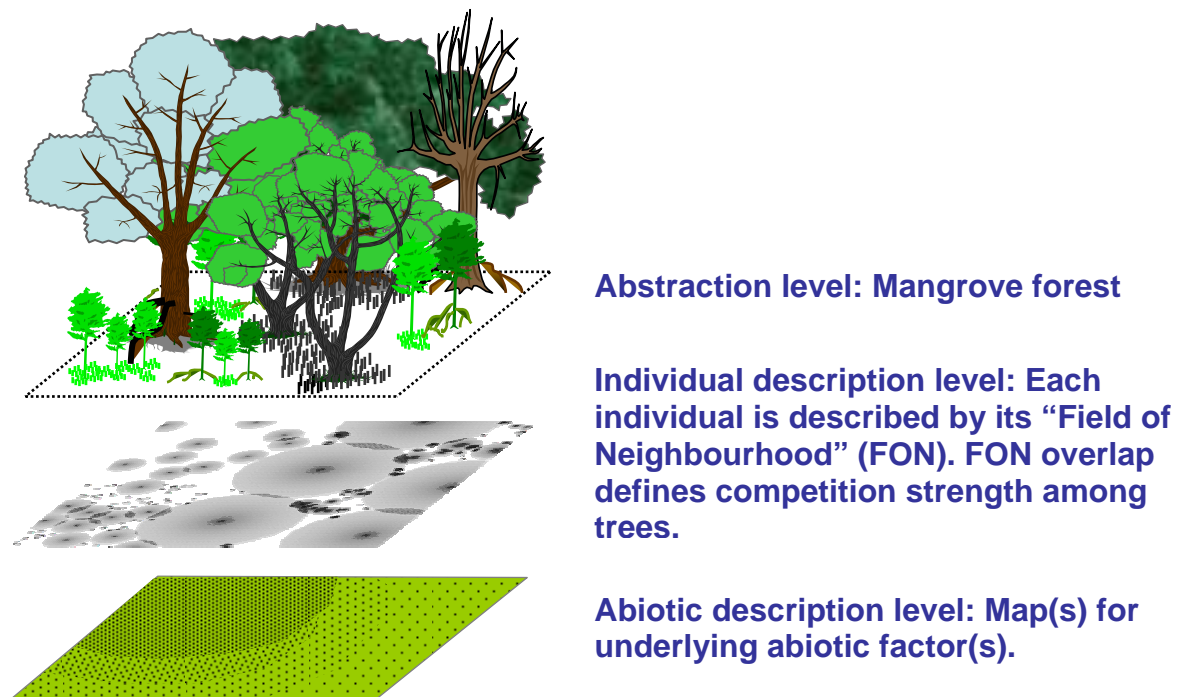 Abstraction level: Mangrove forest
Individual description level: Each
individual is described by its “Field of
Neighbourhood” (FON). FON overlap
defines competition strength among
trees.
Abiotic description level: Map(s) for
underlying abiotic factor(s).